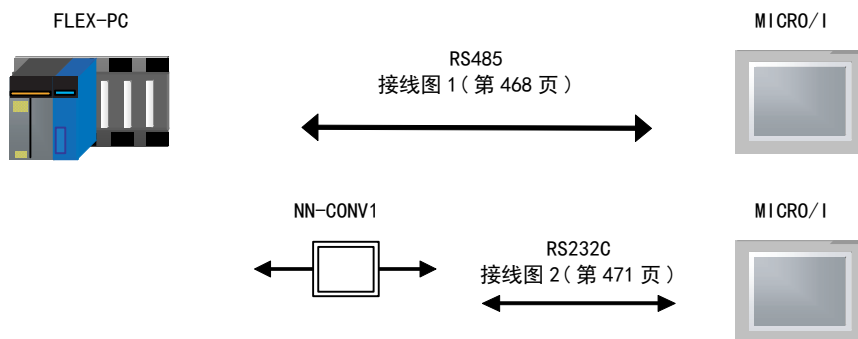 FLEX-PC
MICRO/I
RS485
接线图 1( 第 468 页 )
NN-CONV1
MICRO/I
RS232C
接线图 2( 第 471 页 )